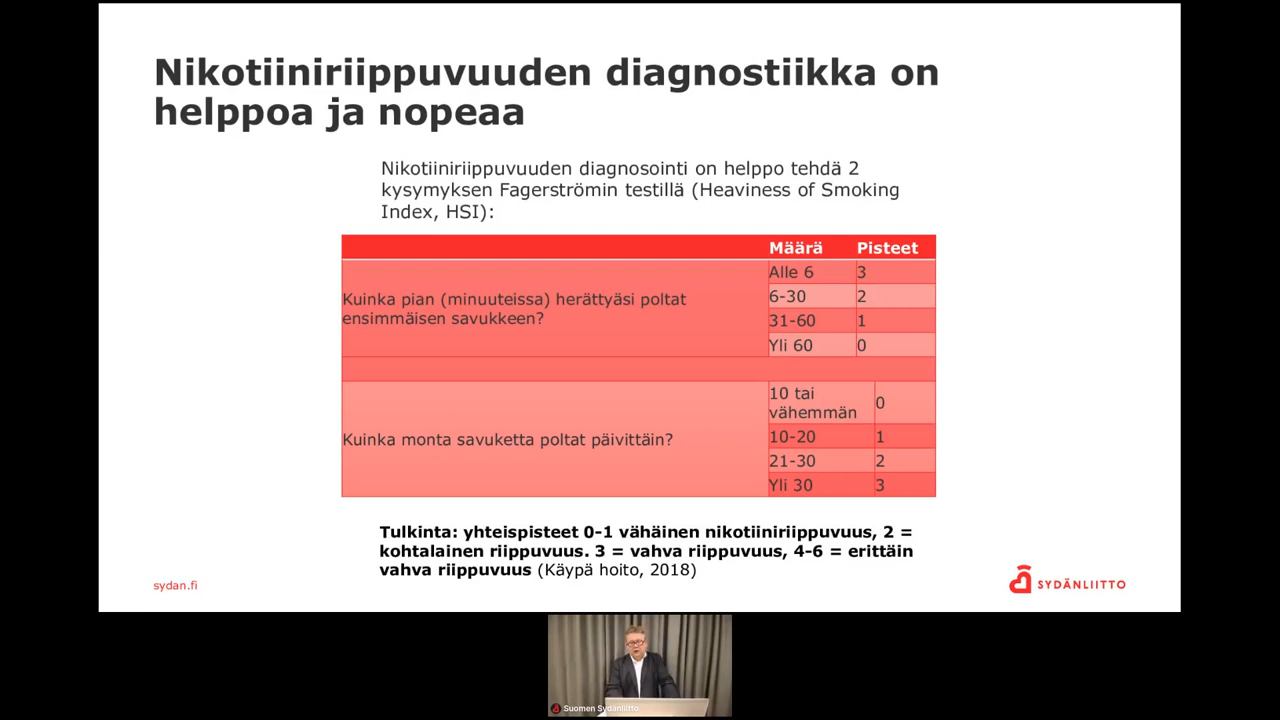 Nikotiiniriippuvuuden diagnostiikka on
helppoa ja nopeaa
Nikotiiniriippuvuuden diagnosointi on helppo tehdä 2
kysymyksen Fagerströmin testillä (Heaviness of Smoking
Index, HSI):
Määrä Pisteet
Kuinka pian (minuuteissa) herättyäsi poltat
ensimmäisen savukkeen?
Alle 6 3
6-30 2
31-60 1
Yli 60 0
Kuinka monta savuketta poltat päivittäin?
10 tai
vähemmän 0
10-20 1
21-30 2
Yli 30 3
Tulkinta: yhteispisteet 0-1 vähäinen nikotiiniriippuvuus, 2 =
kohtalainen riippuvuus. 3 = vahva riippuvuus, 4-6 = erittäin
vahva riippuvuus (Käypä hoito, 2018)
sydan.fi
SYDÄNLIITTO
Suomen Sydänliitto